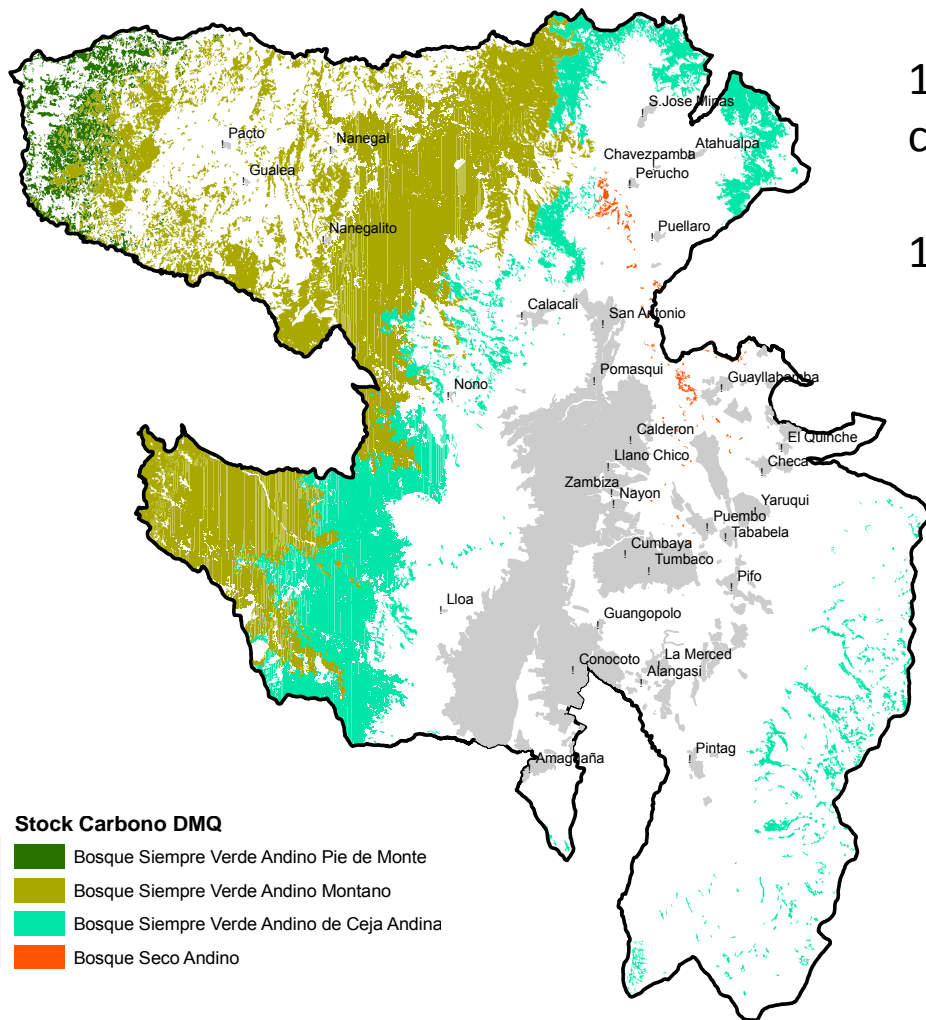 1
c
1
S.Jose Minas
Pacto
Nanegal
Chavezpamba
Atahualpa
Gualea
Perucho
Nanegalito
Puellaro
Calacali
San Antonio
Pomasqui
Guayllabamba
Nono
Calderon
El Quinche
Llano Chico
Checa
Zambiza
Nayon
Yaruqui
Puembo
Tababela
Cumbaya
Tumbaco
Pifo
Lloa
Guangopolo
La Merced
Conocoto
Alangasi
Pintag
Amaguaña
Stock Carbono DMQ
Bosque Siempre Verde Andino Pie de Monte
Bosque Siempre Verde Andino Montano
Bosque Siempre Verde Andino de Ceja Andina
Bosque Seco Andino